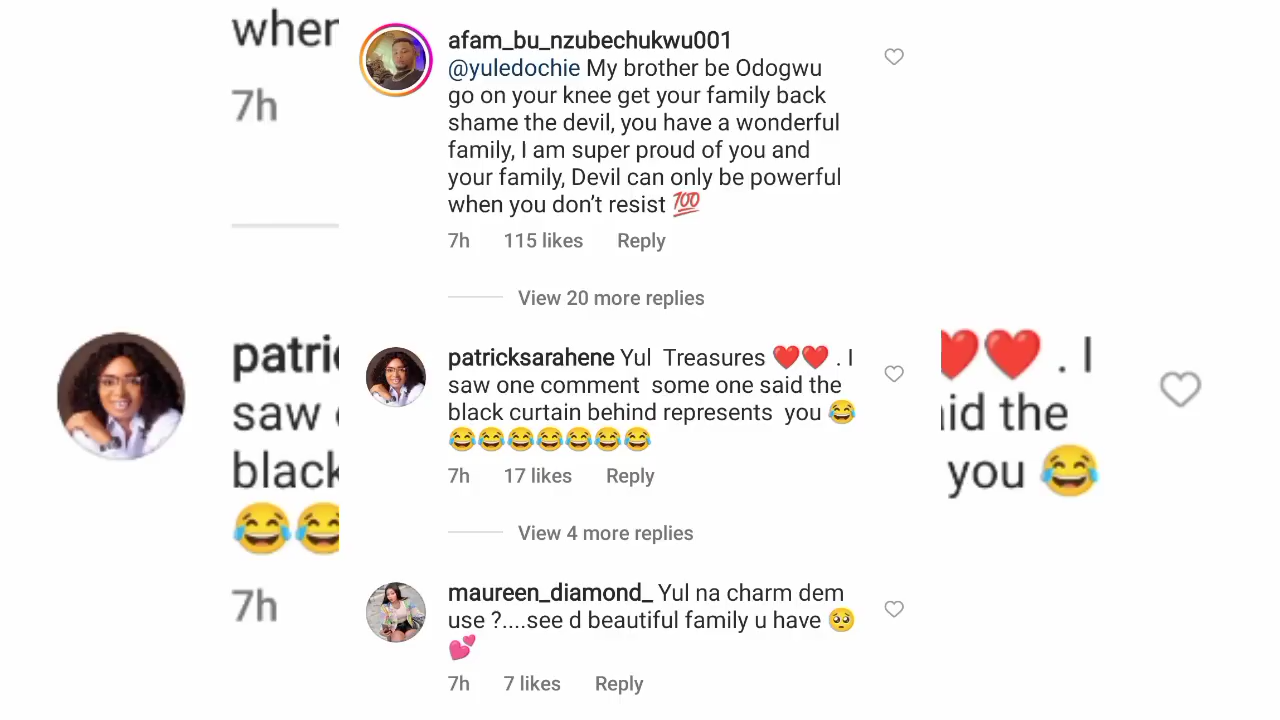 when
7h
afam_bu_nzubechukwu001
@yuledochie My brother be Odogwu
go on your knee get your family back
shame the devil, you have a wonderful
family, I am super proud of you and
your family, Devil can only be powerful
when you don’t resist 💯
7h 115 likes Reply
View 20 more replies
patricksarahene Yul Treasures ❤️❤️ . I
saw one comment some one said the
black curtain behind represents you 😂
😂😂😂😂😂😂😂
7h 17 likes Reply
View 4 more replies
maureen_diamond_ Yul na charm dem
use ?....see d beautiful family u have 🥺
💕
7h 7 likes Reply
patri
saw
black
😂😂
7h
❤️❤️ . I
id the
you 😂